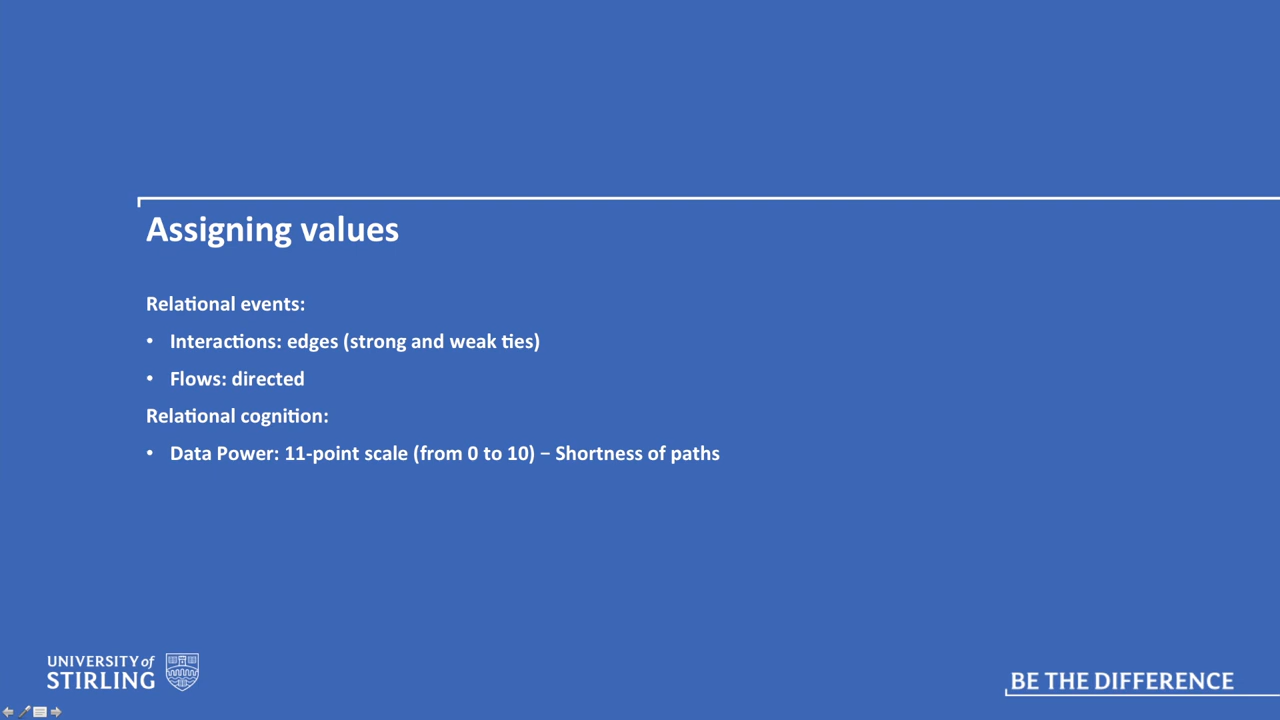 Assigning values
Relational events:
• Interactions: edges (strong and weak ties)
• Flows: directed
Relational cognition:
• Data Power: 11-point scale (from 0 to 10) – Shortness of paths
UNIVERSITY of
STIRLING
BE THE DIFFERENCE